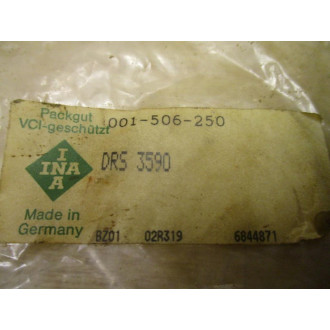 Packgut
VCI-geschützt
001-506-250
I
INA
A
DRS 3590
Made in
Germany
BZ01 02R319 6844871